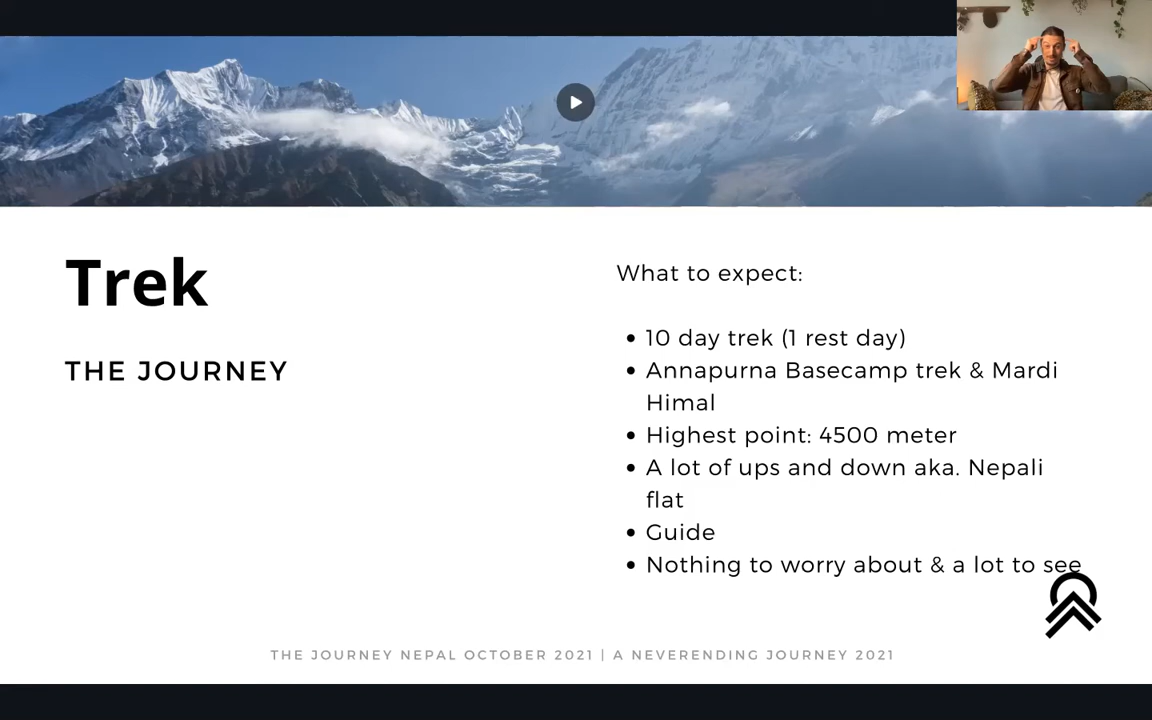 Trek
THE JOURNEY
What to expect:
10 day trek (1 rest day)
Annapurna Basecamp trek & Mardi
Himal
Highest point: 4500 meter
A lot of ups and down aka. Nepali
flat
Guide
Nothing to worry about & a lot to see
THE JOURNEY NEPAL OCTOBER 2021 | A NEVERENDING JOURNEY 2021